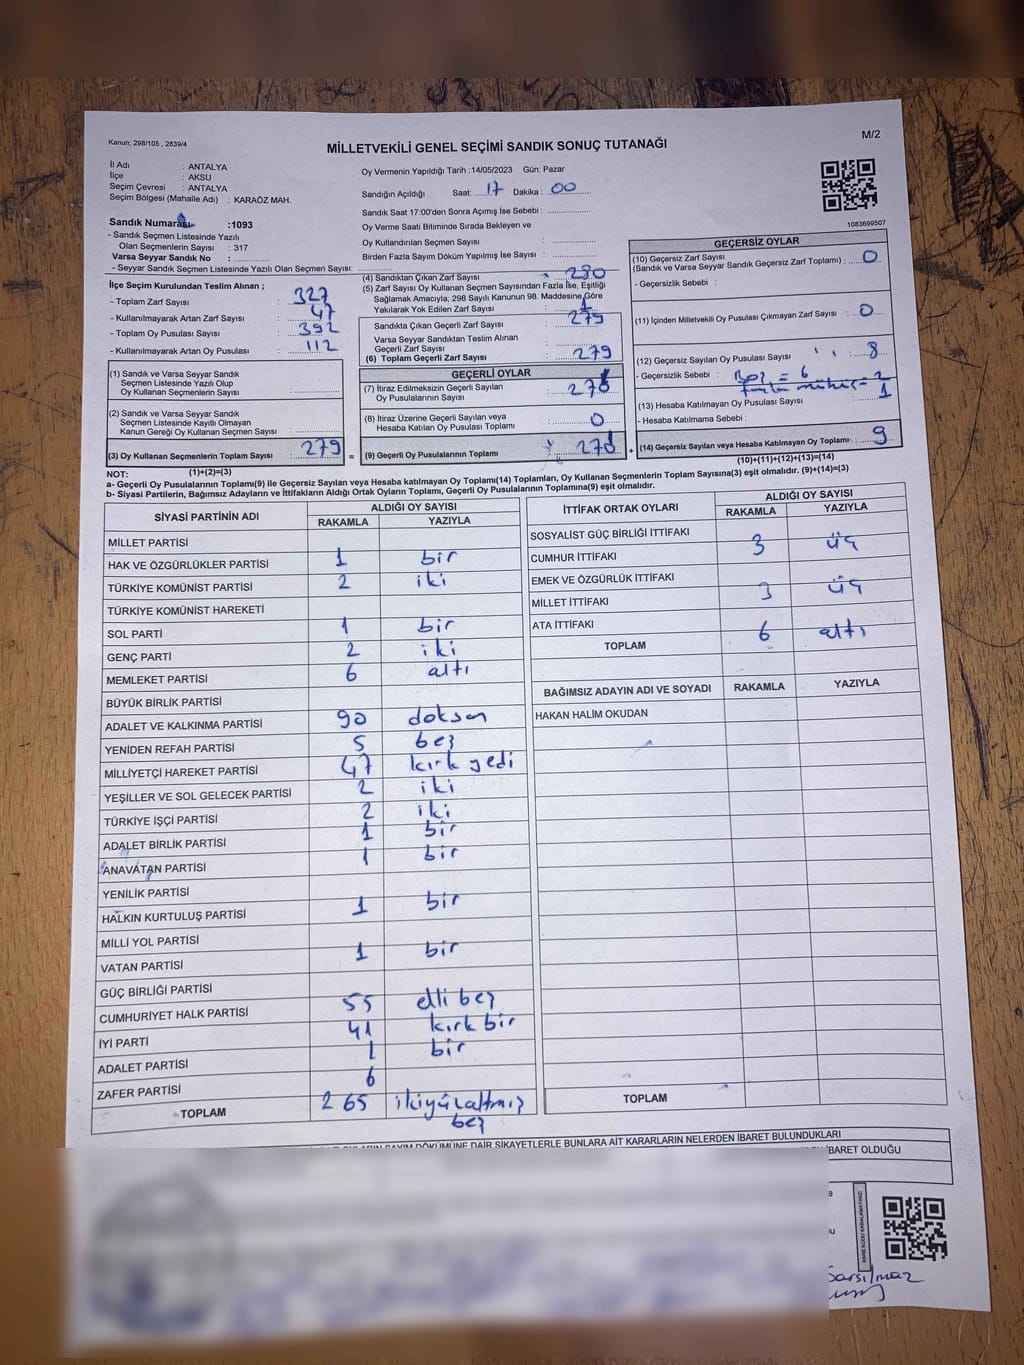 Kanun; 298/105 , 2839/4
M/2
MİLLETVEKİLİ GENEL SEÇİMİ SANDIK SONUÇ TUTANAĞI
İl Adı : ANTALYA
İlçe : AKSU
Seçim Çevresi : ANTALYA
Seçim Bölgesi (Mahalle Adı) : KARAÖZ MAH.
Oy Vermenin Yapıldığı Tarih :14/05/2023 Gün: Pazar
Sandığın Açıldığı Saat: 17 Dakika : 00
Sandık Saat 17:00'den Sonra Açımış İse Sebebi :
Oy Verme Saati Bitiminde Sırada Bekleyen ve
Oy Kullandırılan Seçmen Sayısı :
Birden Fazla Sayım Döküm Yapılmış İse Sayısı :
1083699507
Sandık Numarası :1093
- Sandık Seçmen Listesinde Yazılı
Olan Seçmenlerin Sayısı : 317
Varsa Seyyar Sandık No :
- Seyyar Sandık Seçmen Listesinde Yazılı Olan Seçmen Sayısı:
İlçe Seçim Kurulundan Teslim Alınan ;
- Toplam Zarf Sayısı : 327
- Kullanılmayarak Artan Zarf Sayısı : 47
- Toplam Oy Pusulası Sayısı : 392
- Kullanılmayarak Artan Oy Pusulası : 112
(1) Sandık ve Varsa Seyyar Sandık
Seçmen Listesinde Yazılı Olup
Oy Kullanan Seçmenlerin Sayısı :
(2) Sandık ve Varsa Seyyar Sandık
Seçmen Listesinde Kayıtlı Olmayan
Kanun Gereği Oy Kullanan Seçmen Sayısı :
(3) Oy Kullanan Seçmenlerin Toplam Sayısı : 279
(4) Sandıktan Çıkan Zarf Sayısı : 280
(5) Zarf Sayısı Oy Kullanan Seçmen Sayısından Fazla İse, Eşitliği
Sağlamak Amacıyla; 298 Sayılı Kanunun 98. Maddesine Göre
Yakılarak Yok Edilen Zarf Sayısı : 1
Sandıkta Çıkan Geçerli Zarf Sayısı : 279
Varsa Seyyar Sandıktan Teslim Alınan
Geçerli Zarf Sayısı :
(6) Toplam Geçerli Zarf Sayısı : 279
GEÇERLİ OYLAR
(7) İtiraz Edilmeksizin Geçerli Sayılan
Oy Pusulalarının Sayısı :
(8) İtiraz Üzerine Geçerli Sayılan veya
Hesaba Katılan Oy Pusulası Toplamı : 0
(9) Geçerli Oy Pusulalarının Toplamı :
GEÇERSİZ OYLAR
(10) Geçersiz Zarf Sayısı
(Sandık ve Varsa Seyyar Sandık Geçersiz Zarf Toplamı) : 0
- Geçersizlik Sebebi :
(11) İçinden Milletvekili Oy Pusulası Çıkmayan Zarf Sayısı : 0
(12) Geçersiz Sayılan Oy Pusulası Sayısı : 8
- Geçersizlik Sebebi : Boş = 6
fazla mühür = 2
(13) Hesaba Katılmayan Oy Pusulası Sayısı 1
- Hesaba Katılmama Sebebi :
(14) Geçersiz Sayılan veya Hesaba Katılmayan Oy Toplamı : 9
NOT: (1)+(2)=(3)
(10)+(11)+(12)+(13)=(14)
a- Geçerli Oy Pusulalarının Toplamı(9) ile Geçersiz Sayılan veya Hesaba Katılmayan Oy Toplamı(14) Toplamları, Oy Kullanan Seçmenlerin Toplam Sayısına(3) eşit olmalıdır. (9)+(14)=(3)
b- Siyasi Partilerin, Bağımsız Adayların ve İttifakların Aldığı Ortak Oyların Toplamı, Geçerli Oy Pusulalarının Toplamına(9) eşit olmalıdır.
SİYASİ PARTİNİN ADI ALDIĞI OY SAYISI
RAKAMLA YAZIYLA
MİLLET PARTİSİ
HAK VE ÖZGÜRLÜKLER PARTİSİ 1 bir
TÜRKİYE KOMÜNİST PARTİSİ 2 iki
TÜRKİYE KOMÜNİST HAREKETİ
SOL PARTİ 1 bir
GENÇ PARTİ 2 iki
MEMLEKET PARTİSİ 6 altı
BÜYÜK BİRLİK PARTİSİ
ADALET VE KALKINMA PARTİSİ 90 doksan
YENİDEN REFAH PARTİSİ 5 beş
MİLLİYETÇİ HAREKET PARTİSİ 47 kırk yedi
YEŞİLLER VE SOL GELECEK PARTİSİ 2 iki
TÜRKİYE İŞÇİ PARTİSİ 2 iki
ADALET BİRLİK PARTİSİ 1 bir
ANAVATAN PARTİSİ 1 bir
YENİLİK PARTİSİ
HALKIN KURTULUŞ PARTİSİ 1 bir
MİLLİ YOL PARTİSİ
VATAN PARTİSİ 1 bir
GÜÇ BİRLİĞİ PARTİSİ
CUMHURİYET HALK PARTİSİ 55 elli beş
İYİ PARTİ 41 kırk bir
ADALET PARTİSİ 1 bir
ZAFER PARTİSİ 6
TOPLAM 265 ikiyüzaltmış
beş
İTTİFAK ORTAK OYLARI ALDIĞI OY SAYISI
RAKAMLA YAZIYLA
SOSYALİST GÜÇ BİRLİĞİ İTTİFAKI
CUMHUR İTTİFAKI 3 üç
EMEK VE ÖZGÜRLÜK İTTİFAKI
MİLLET İTTİFAKI 3 üç
ATA İTTİFAKI
TOPLAM 6 altı
BAĞIMSIZ ADAYIN ADI VE SOYADI RAKAMLA YAZIYLA
HAKAN HALİM OKUDAN
TOPLAM
SAYIM DÖKÜMÜNE DAİR ŞİKAYETLERLE BUNLARA AİT KARARLARIN NELERDEN İBARET BULUNDUKLARI
İBARET OLDUĞU
Sarsılmaz